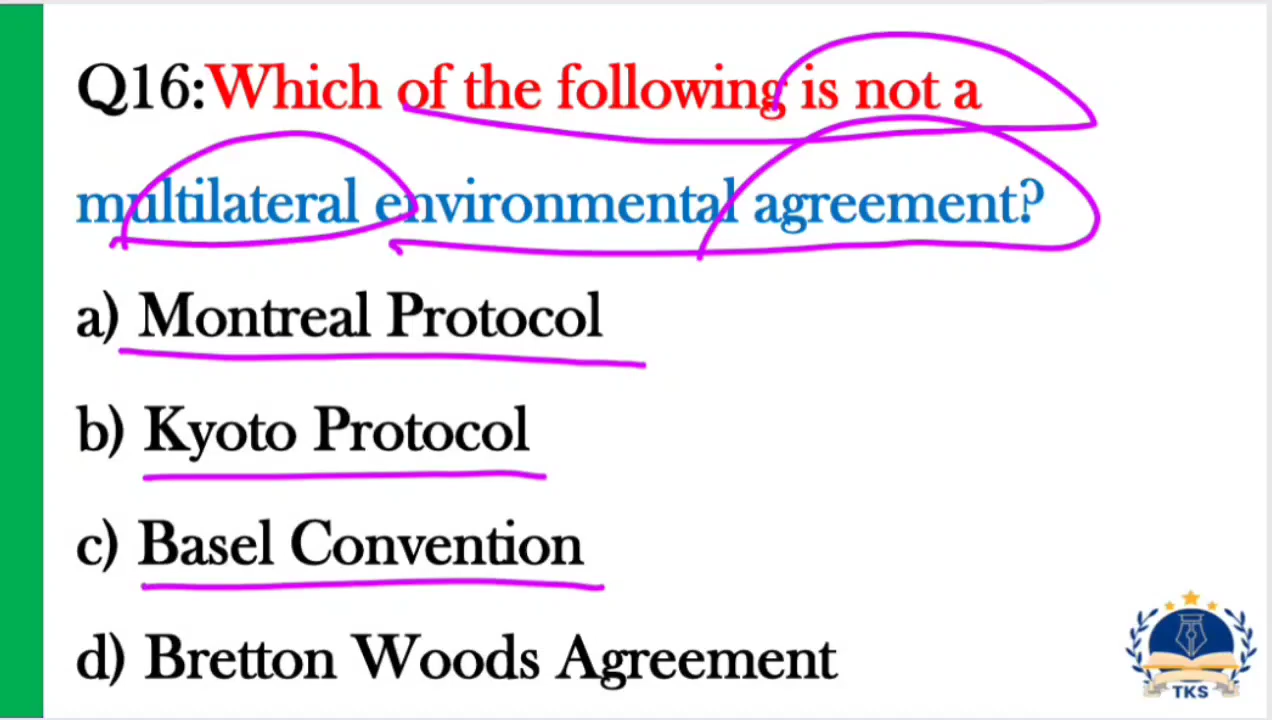 Q16:Which of the following is not a
multilateral environmental agreement?
a) Montreal Protocol
b) Kyoto Protocol
c) Basel Convention
d) Bretton Woods Agreement
TKS